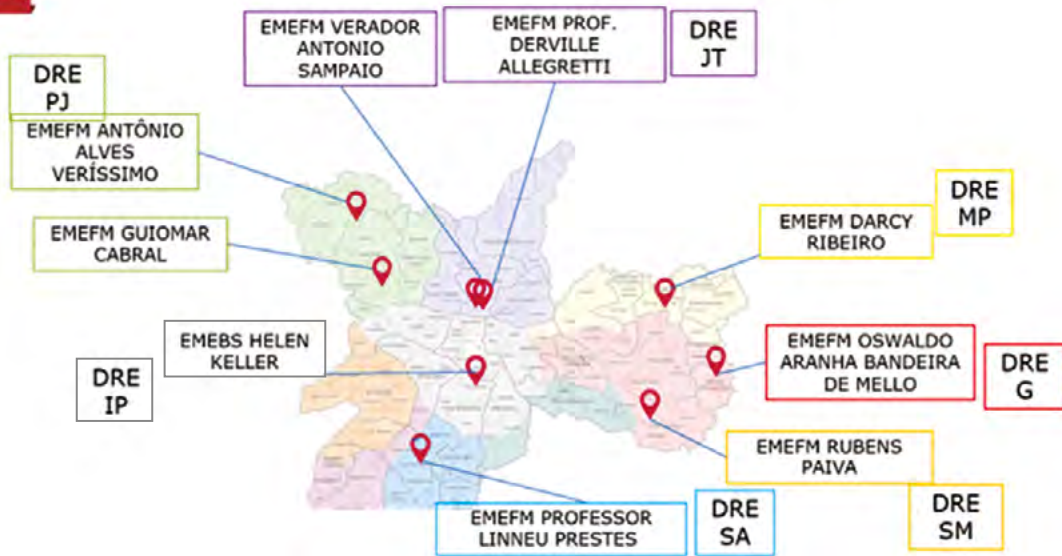 EMEFM VERADOR
ANTONIO
SAMPAIO
EMEFM PROF.
DERVILLE
ALLEGRETTI
DRE
JT
DRE
PJ
EMEFM ANTÔNIO
ALVES
VERÍSSIMO
EMEFM GUIOMAR
CABRAL
DRE
MP
EMEFM DARCY
RIBEIRO
EMEBS HELEN
KELLER
DRE
IP
EMEFM OSWALDO
ARANHA BANDEIRA
DE MELLO
DRE
G
EMEFM RUBENS
PAIVA
DRE
SM
EMEFM PROFESSOR
LINNEU PRESTES
DRE
SA